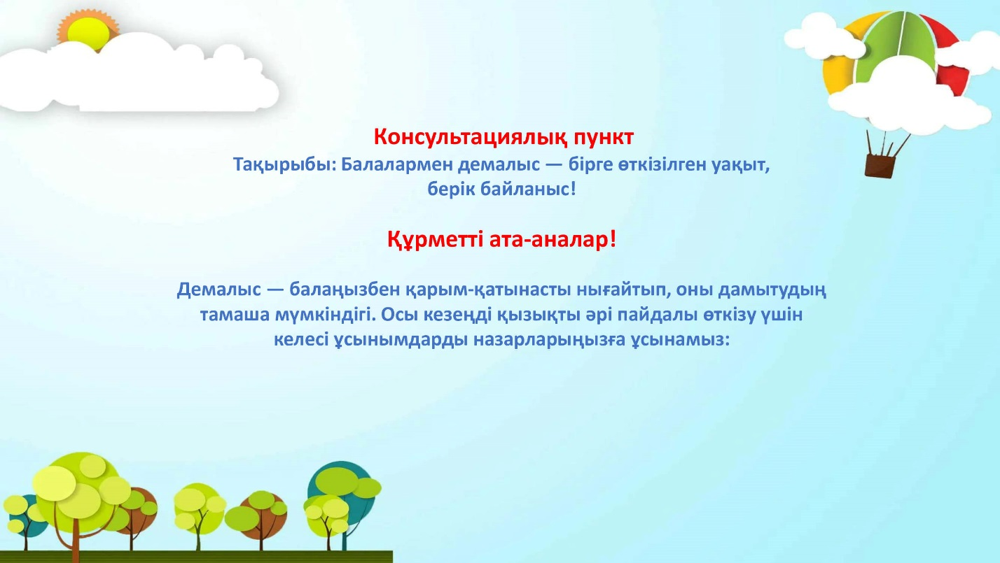 Консультациялық пункт
Тақырыбы: Балалармен демалыс — бірге өткізілген уақыт,
берік байланыс!
Құрметті ата-аналар!
Демалыс — балаңызбен қарым-қатынасты нығайтып, оны дамытудың
тамаша мүмкіндігі. Осы кезеңді қызықты әрі пайдалы өткізу үшін
келесі ұсынымдарды назарларыңызға ұсынамыз: